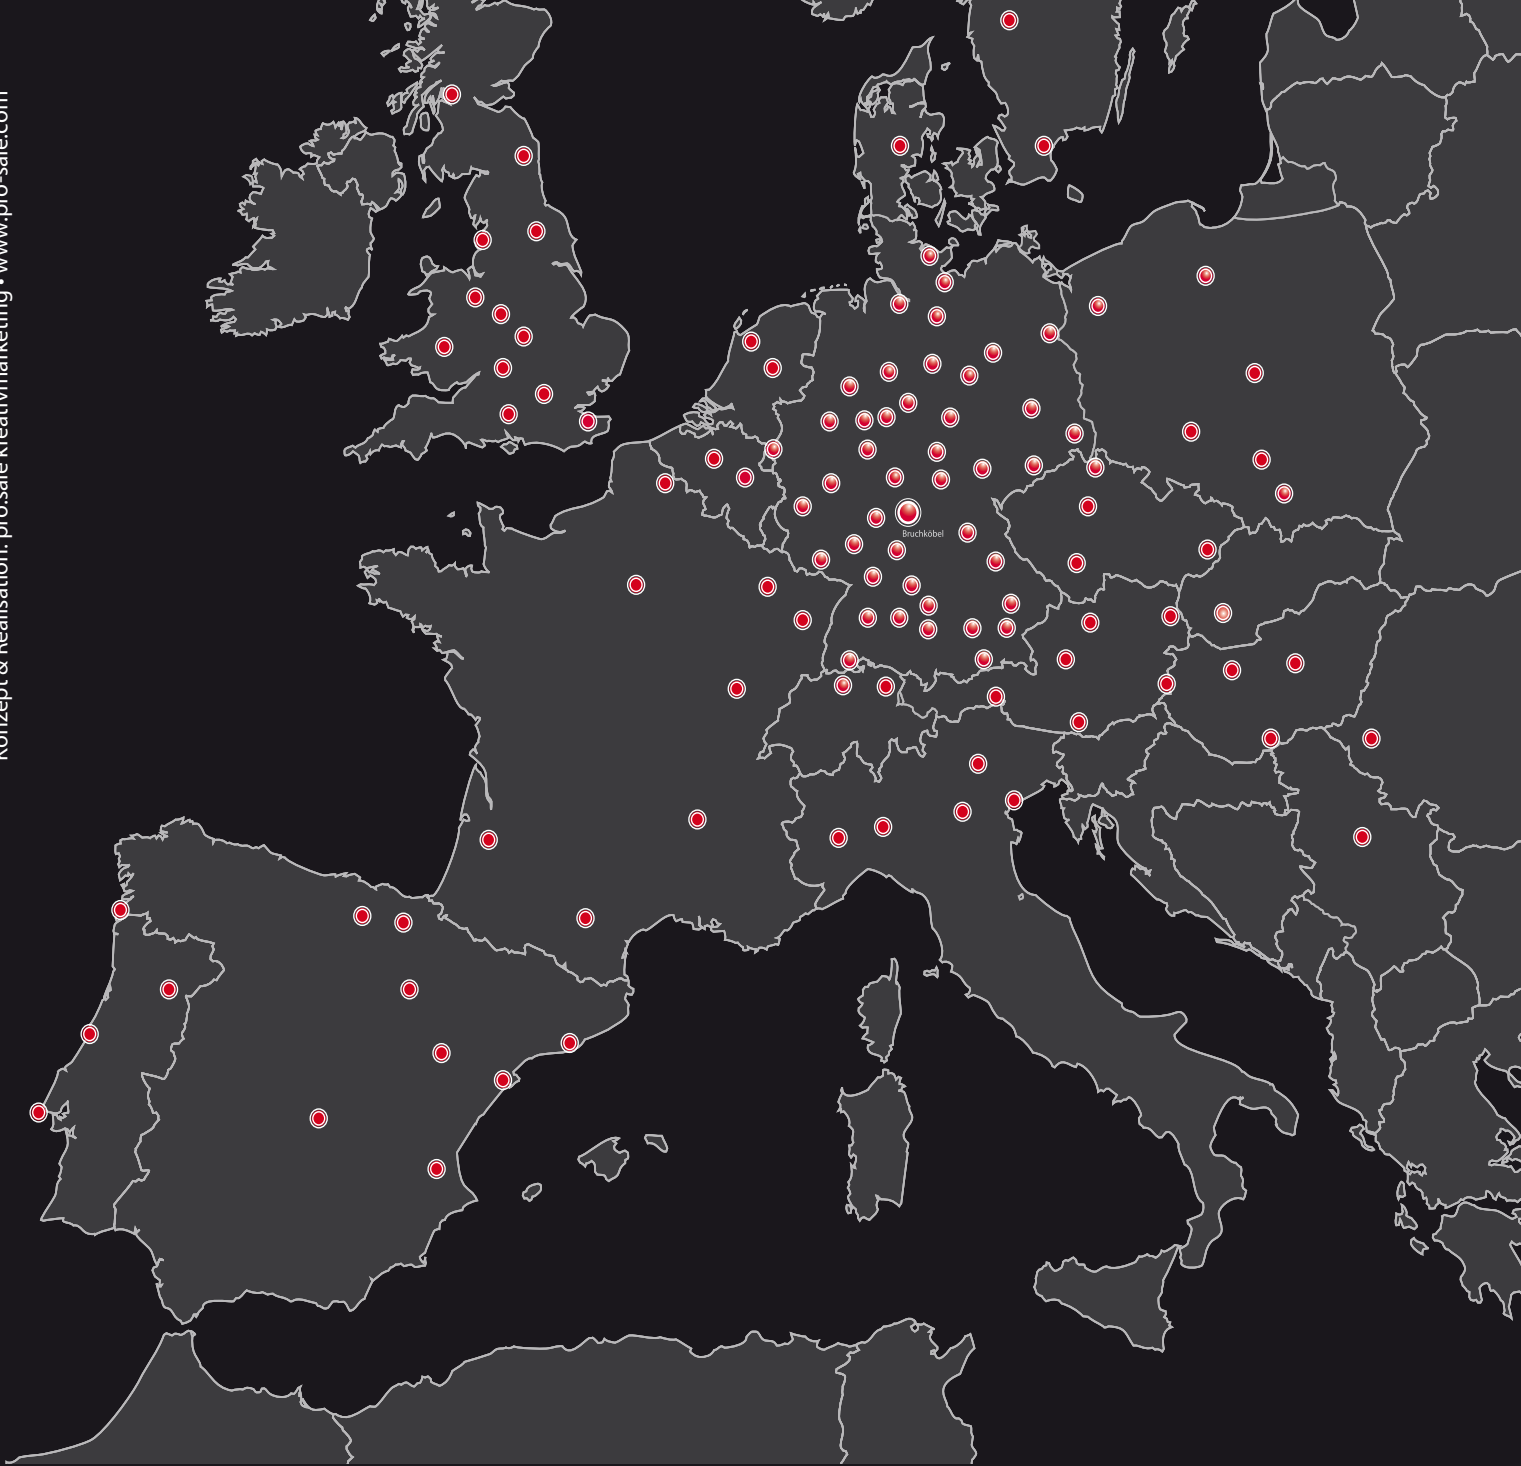 Konzept & Realisation: pro.sale Kreativmarketing • www.pro-sale.com
Bruchköbel